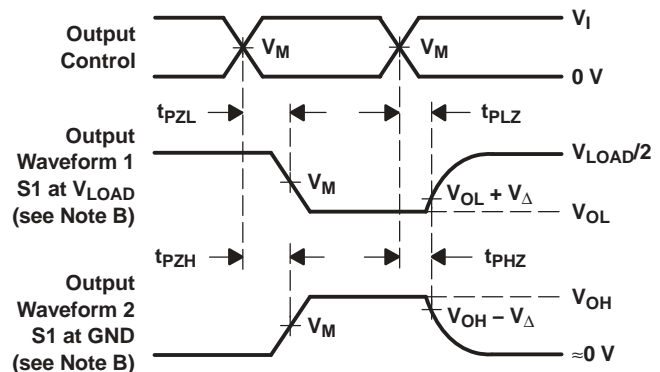 Output
Control
V_M
V_M
V_I
0 V
t_PZL
t_PLZ
Output
Waveform 1
S1 at V_LOAD
(see Note B)
V_M
V_LOAD/2
V_OL + V_Δ
V_OL
t_PZH
t_PHZ
Output
Waveform 2
S1 at GND
(see Note B)
V_M
V_OH
V_OH – V_Δ
≈0 V